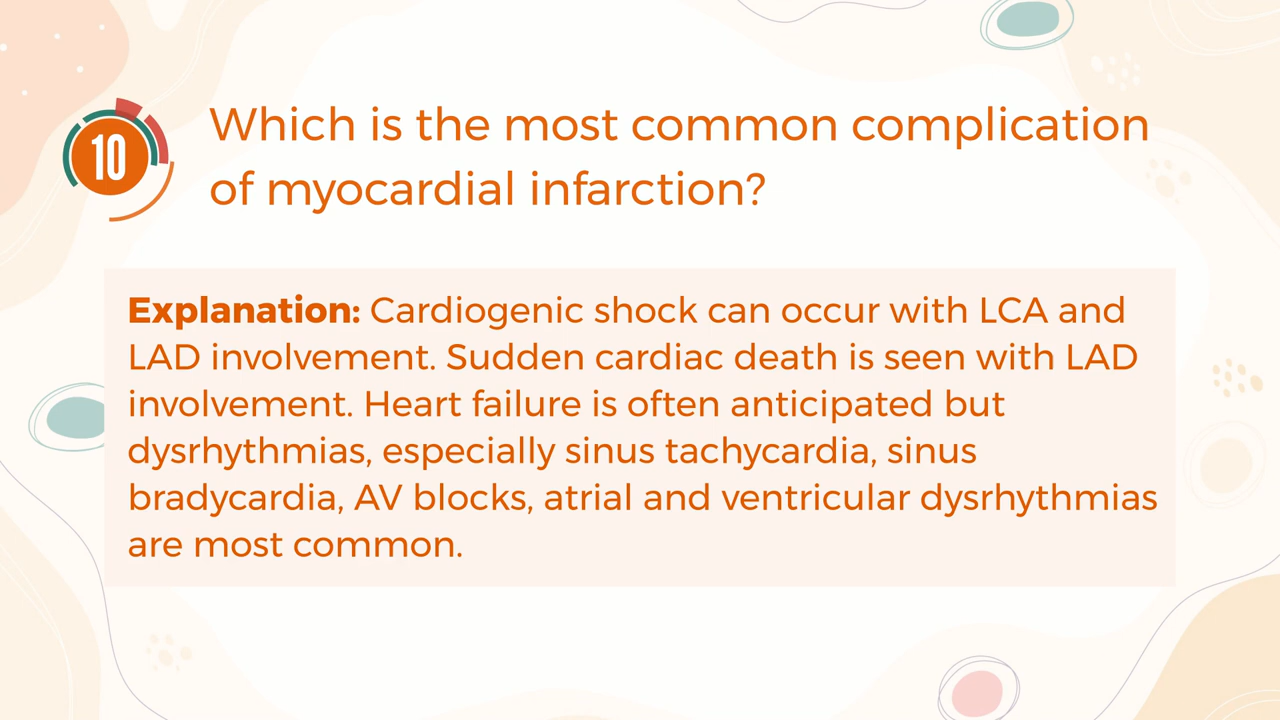 10
Which is the most common complication
of myocardial infarction?
Explanation: Cardiogenic shock can occur with LCA and
LAD involvement. Sudden cardiac death is seen with LAD
involvement. Heart failure is often anticipated but
dysrhythmias, especially sinus tachycardia, sinus
bradycardia, AV blocks, atrial and ventricular dysrhythmias
are most common.